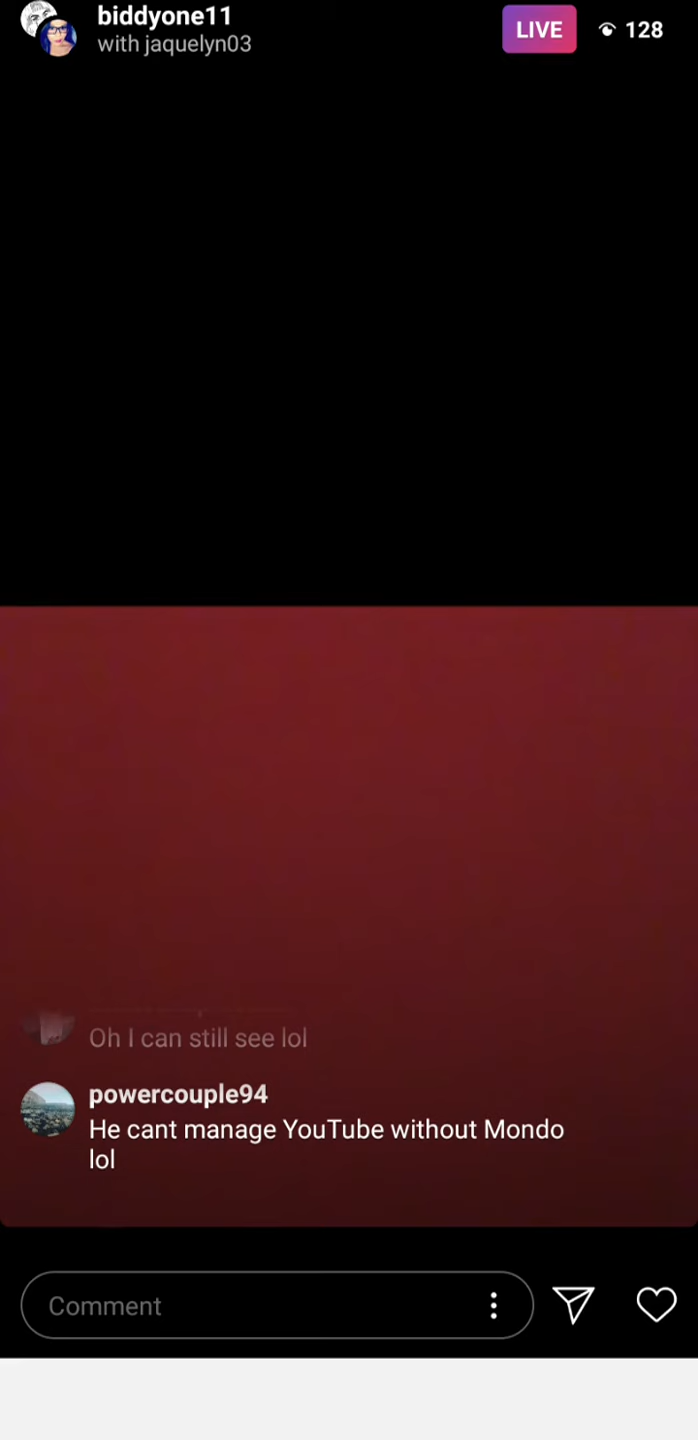 biddyone11
with jaquelyn03
LIVE
128
Oh I can still see lol
powercouple94
He cant manage YouTube without Mondo
lol
Comment